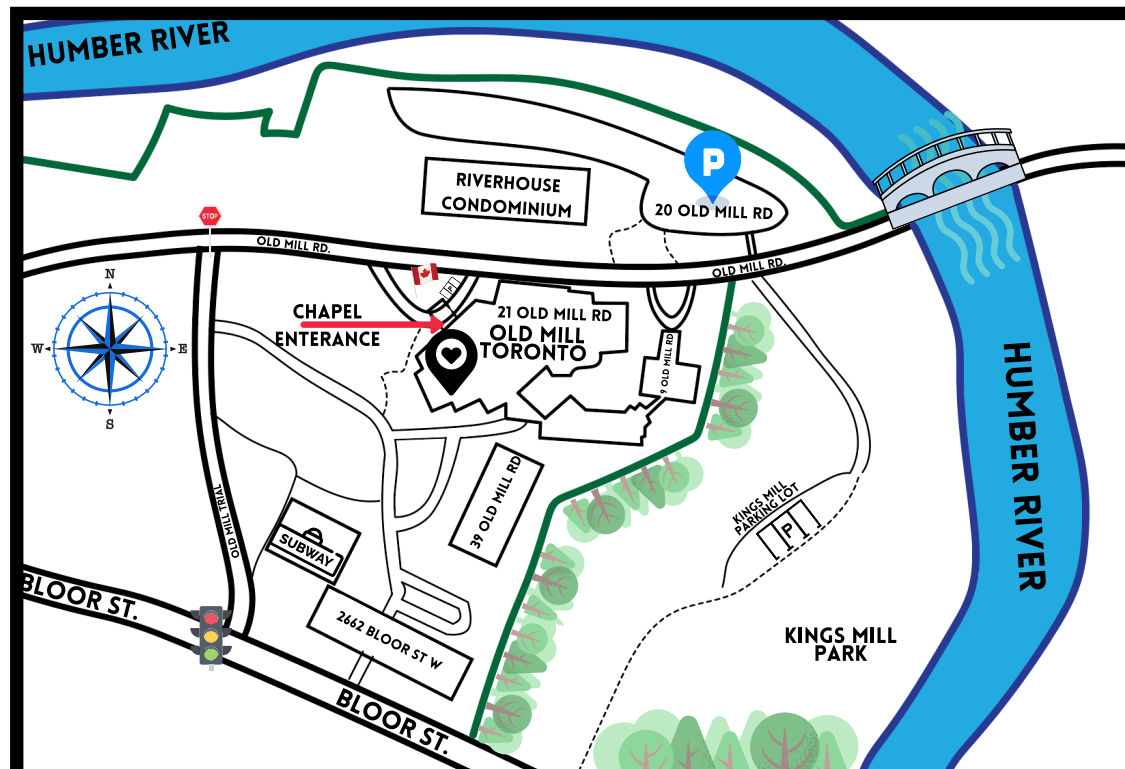 HUMBER RIVER
P
RIVERHOUSE
CONDOMINIUM
20 OLD MILL RD
STOP
OLD MILL RD.
OLD MILL RD.
N
W
E
S
P
CHAPEL
ENTERANCE
21 OLD MILL RD
OLD MILL
TORONTO
9 OLD MILL RD
HUMBER RIVER
39 OLD MILL RD
KINGS MILL
PARKING LOT
P
OLD MILL TRIAL
SUBWAY
BLOOR ST.
2662 BLOOR ST W
KINGS MILL
PARK
BLOOR ST.